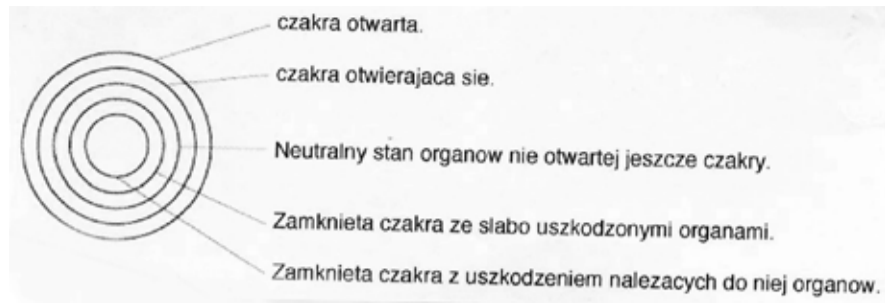 czakra otwarta.
czakra otwierajaca sie.
Neutralny stan organow nie otwartej jeszcze czakry.
Zamknieta czakra ze slabo uszkodzonymi organami.
Zamknieta czakra z uszkodzeniem nalezacych do niej organow.